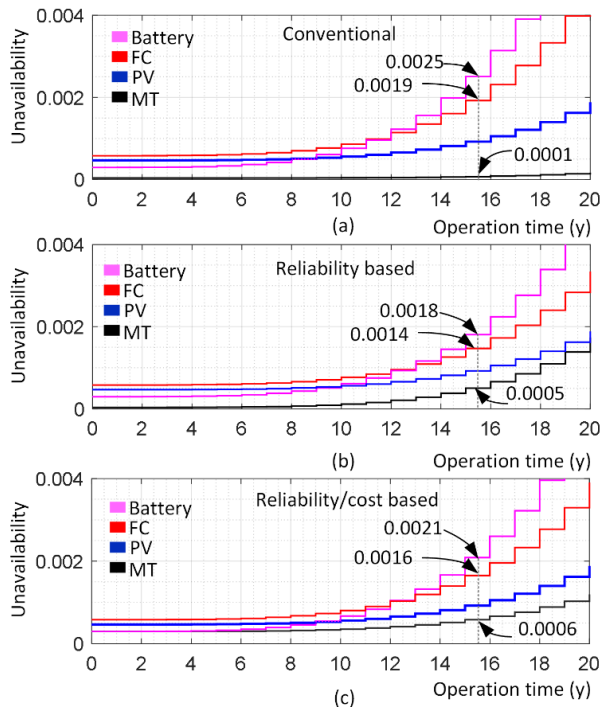 0.004
Conventional
Battery
0.0025
FC
0.0019
PV
0.002
MT
0.0001
0
Unavailability
0 2 4 6 8 10 12 14 16 18 20
(a)
Operation time (y)
0.004
Reliability based
Battery
FC
0.0018
PV
0.0014
0.002
MT
0.0005
0
Unavailability
0 2 4 6 8 10 12 14 16 18 20
(b)
Operation time (y)
0.004
Reliability/cost based
Battery
0.0021
FC
0.0016
PV
0.002
MT
0.0006
0
Unavailability
0 2 4 6 8 10 12 14 16 18 20
(c)
Operation time (y)